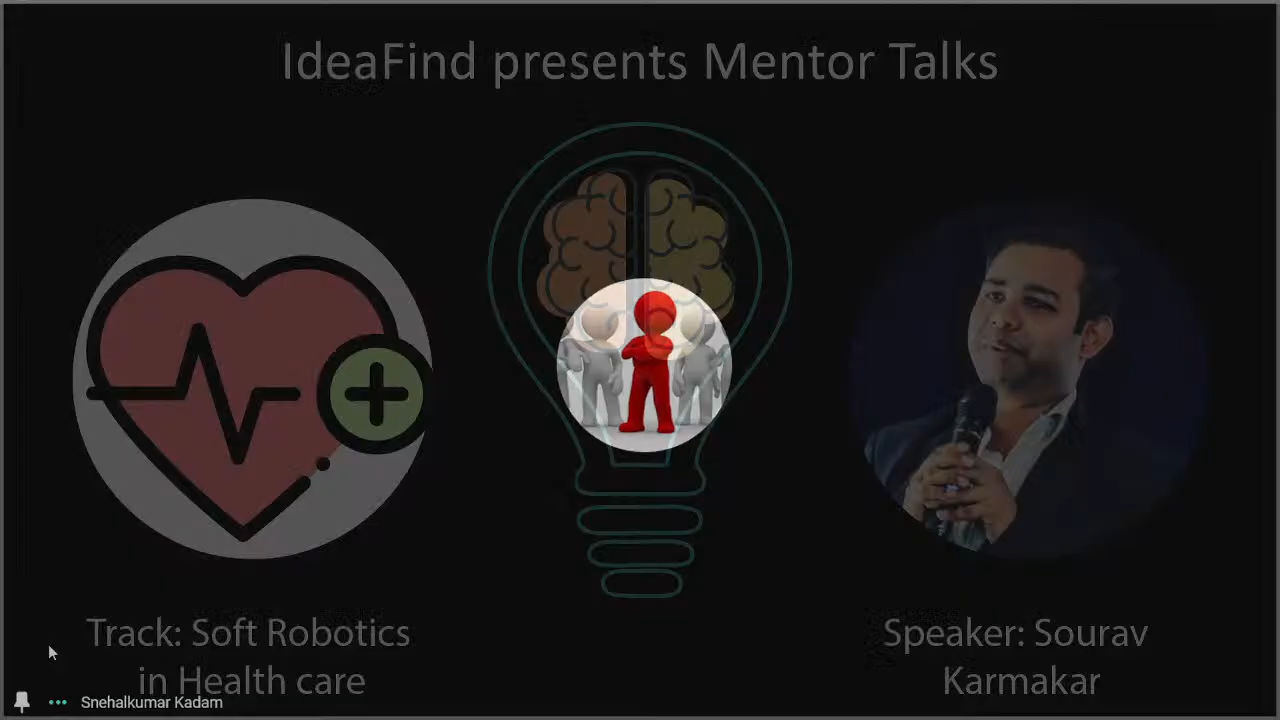 IdeaFind presents Mentor Talks
Track: Soft Robotics
in Health care
Speaker: Sourav
Karmakar
Snehalkumar Kadam